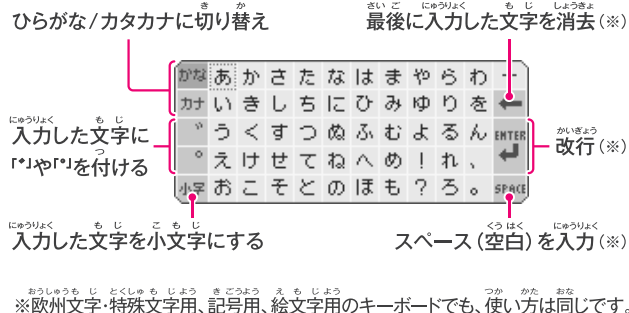 ひらがな/カタカナに切り替え
最後に入力した文字を消去(※)
かな あ か さ た な は ま や ら わ ー
カナ い き し ち に ひ み ゆ り を ←
゛ う く す つ ぬ ふ む よ る ん ENTER
゜ え け せ て ね へ め ! れ 、
小字 お こ そ と の ほ も ? ろ 。 SPACE
入力した文字に
「゛」や「゜」を付ける
改行(※)
入力した文字を小文字にする
スペース(空白)を入力(※)
※欧州文字・特殊文字用、記号用、絵文字用のキーボードでも、使い方は同じです。